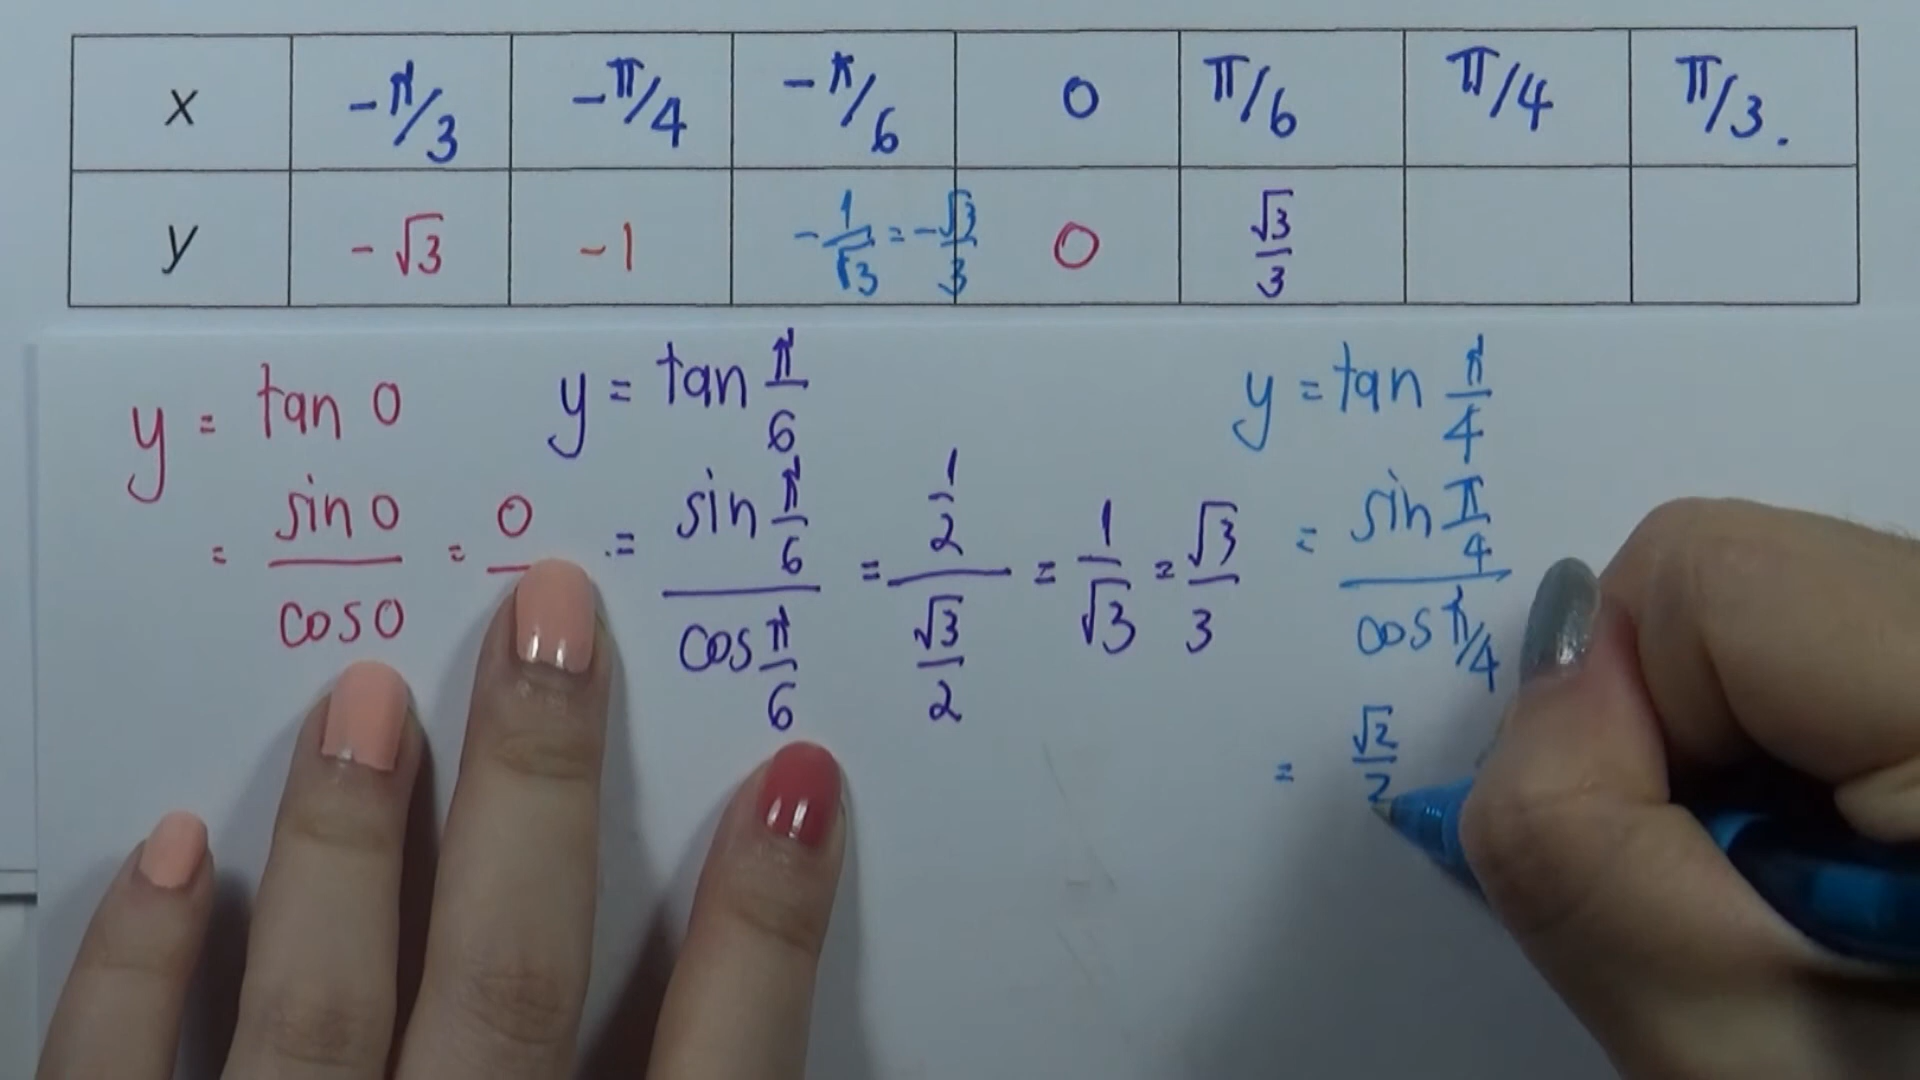 x -π/3 -π/4 -π/6 0 π/6 π/4 π/3.
y -√3 -1 -1/√3 = -√3/3 0 √3/3
y = tan 0
= sin 0 / cos 0 = 0
y = tan π/6
= sin π/6 / cos π/6 = 1/2 / √3/2 = 1/√3 = √3/3
y = tan π/4
= sin π/4 / cos π/4
= √2/2